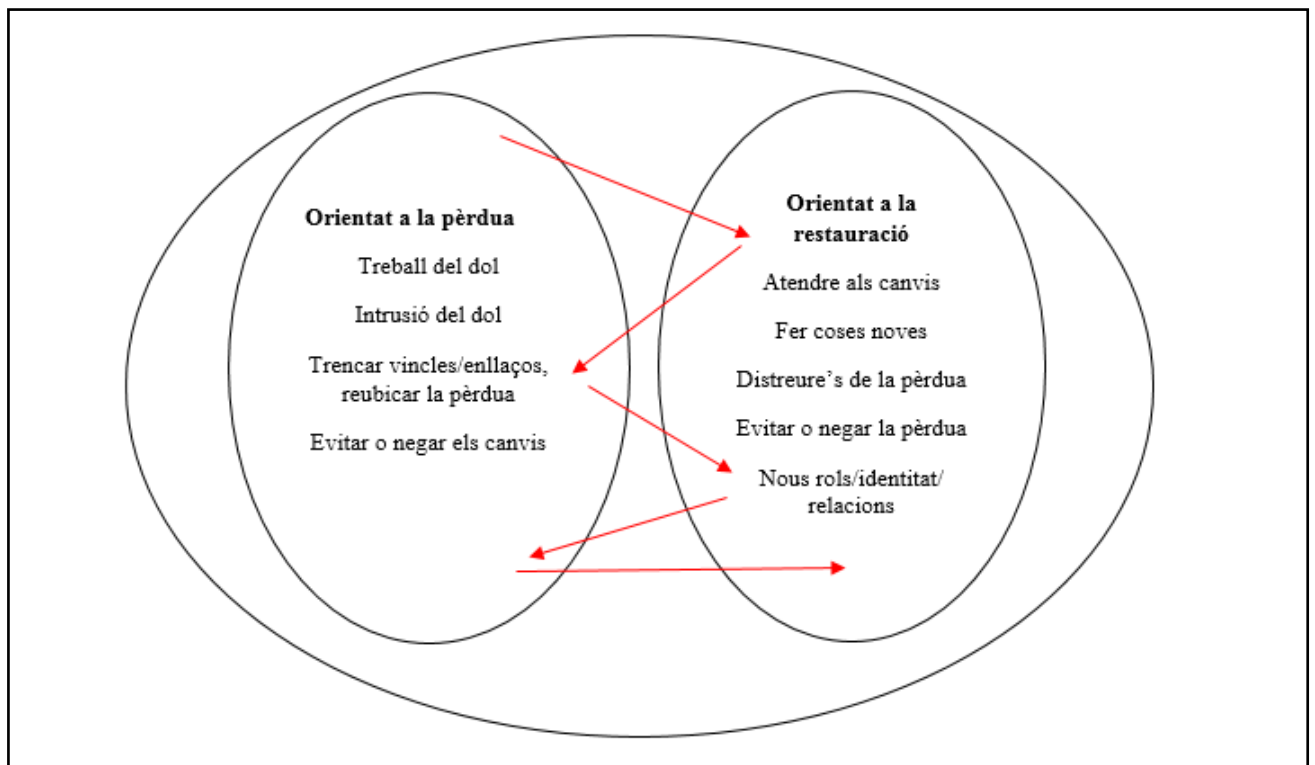 Orientat a la pèrdua
Treball del dol
Intrusió del dol
Trencar vincles/enllaços,
reubicar la pèrdua
Evitar o negar els canvis
Orientat a la
restauració
Atendre als canvis
Fer coses noves
Distreure’s de la pèrdua
Evitar o negar la pèrdua
Nous rols/identitat/
relacions